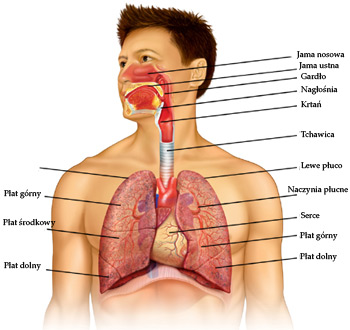 Jama nosowa
Jama ustna
Gardło
Nagłośnia
Krtań
Tchawica
Lewe płuco
Naczynia płucne
Serce
Płat górny
Płat dolny
Płat górny
Płat środkowy
Płat dolny